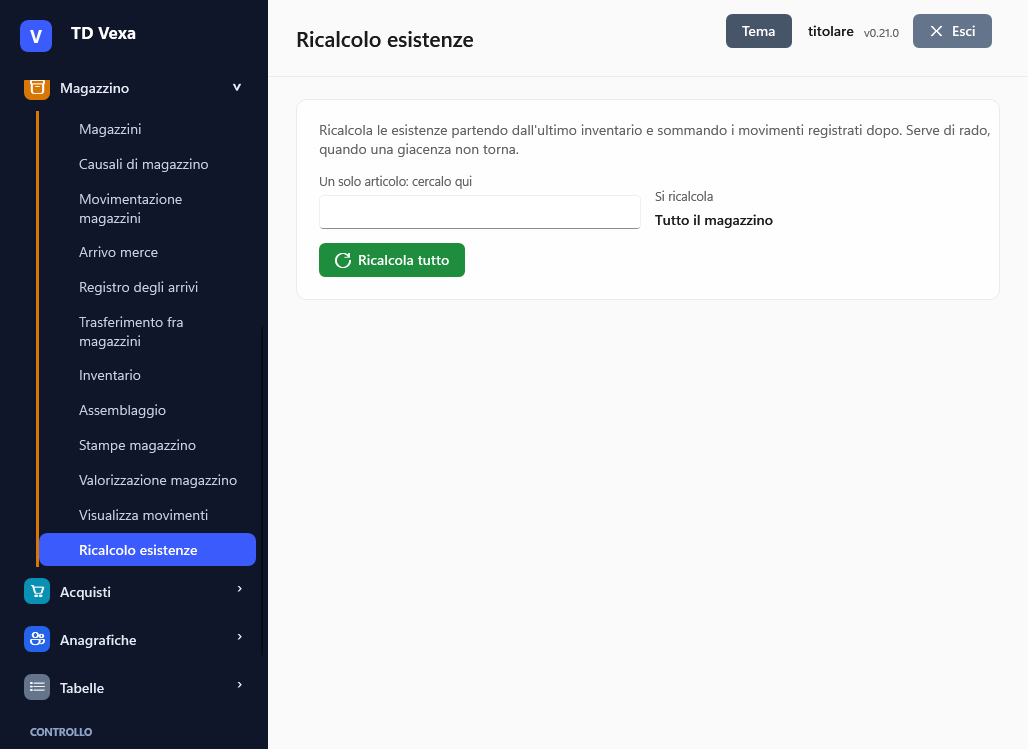 V
TD Vexa
Magazzino
Magazzini
Causali di magazzino
Movimentazione
magazzini
Arrivo merce
Registro degli arrivi
Trasferimento fra
magazzini
Inventario
Assemblaggio
Stampe magazzino
Valorizzazione magazzino
Visualizza movimenti
Ricalcolo esistenze
Acquisti
Anagrafiche
Tabelle
CONTROLLO
Ricalcolo esistenze
Tema
titolare
v0.21.0
Esci
Ricalcola le esistenze partendo dall'ultimo inventario e sommando i movimenti registrati dopo. Serve di rado,
quando una giacenza non torna.
Un solo articolo: cercalo qui
Si ricalcola
Tutto il magazzino
Ricalcola tutto